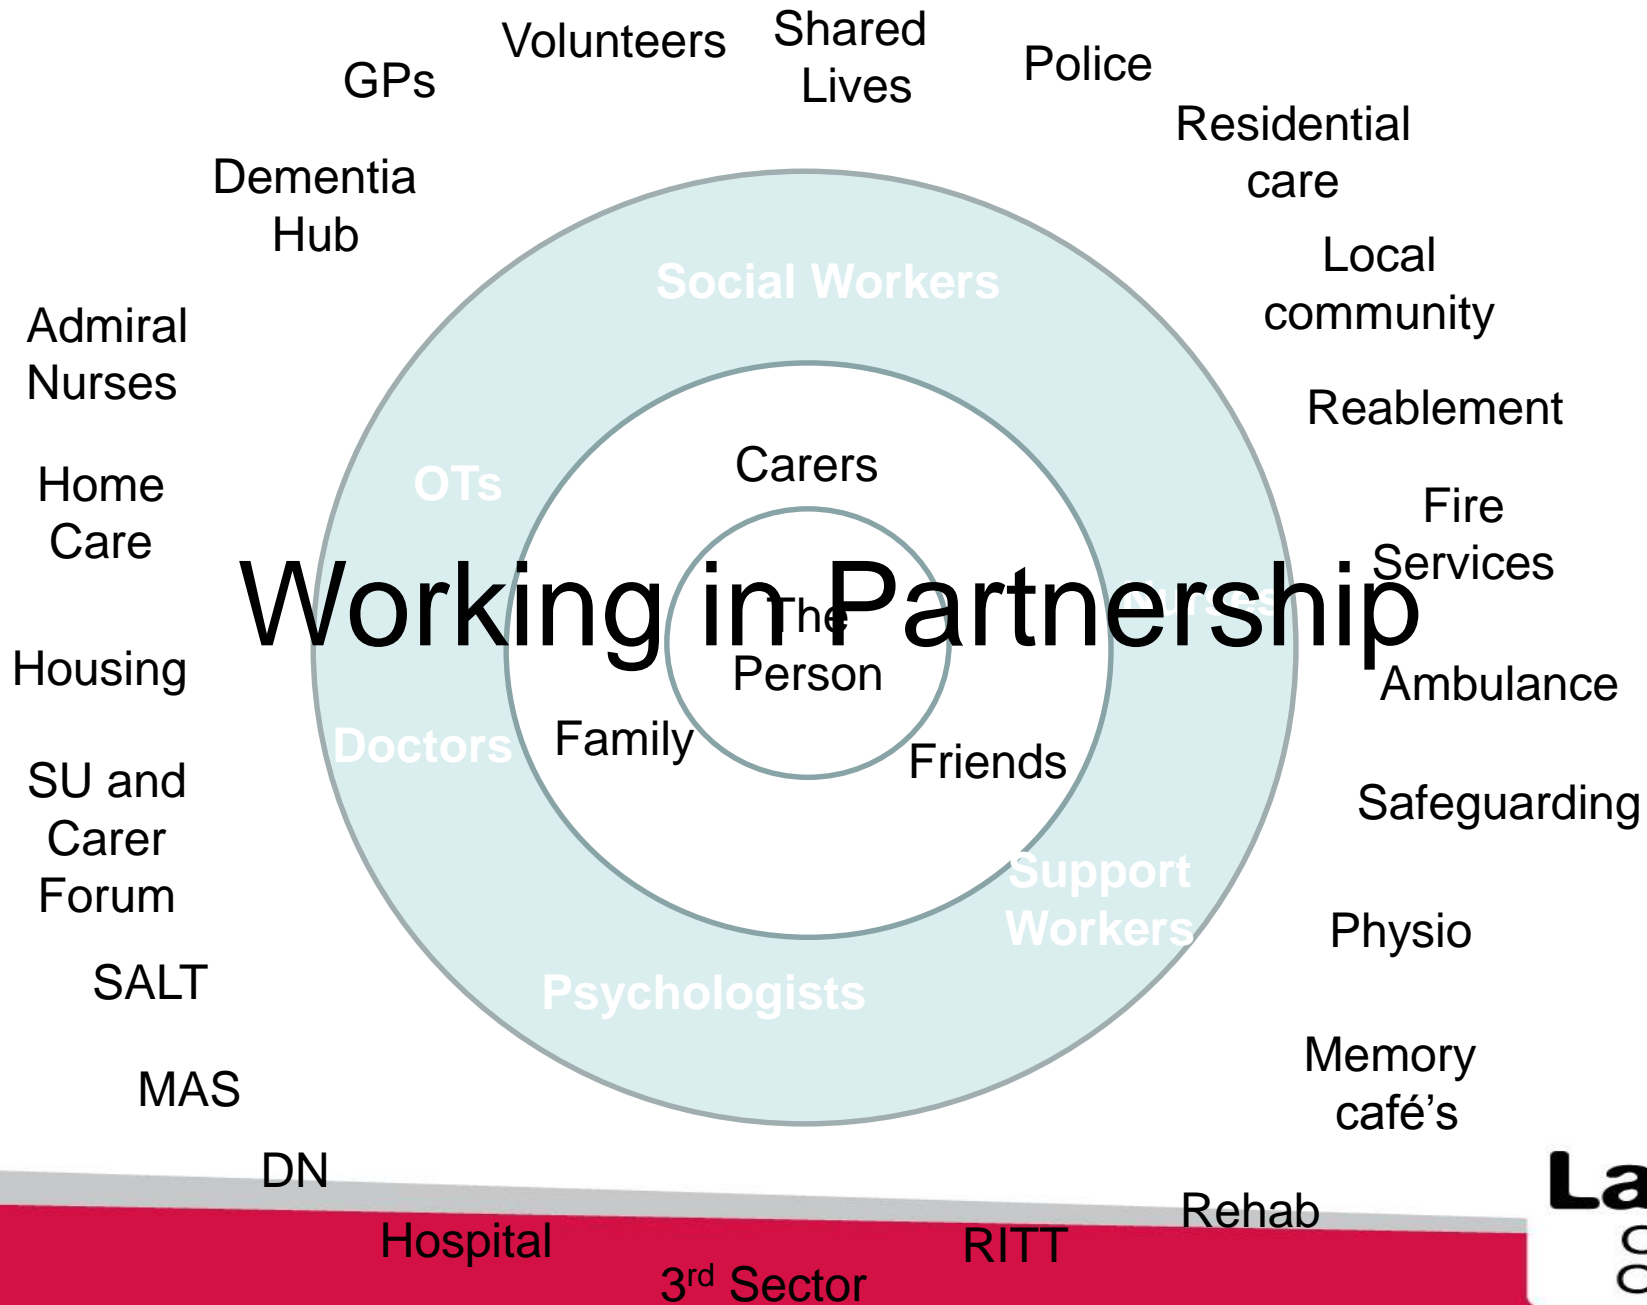 Volunteers
Shared
Lives
Police
GPs
Residential
care
Dementia
Hub
Local
community
Social Workers
Admiral
Nurses
Reablement
Carers
OTs
Home
Care
Fire
Services
Working in Partnership
Nurses
The
Person
Housing
Ambulance
Doctors
Family
Friends
SU and
Carer
Forum
Safeguarding
Support
Workers
Physio
SALT
Psychologists
Memory
café's
MAS
DN
Rehab
Hospital
RITT
3rd Sector
La